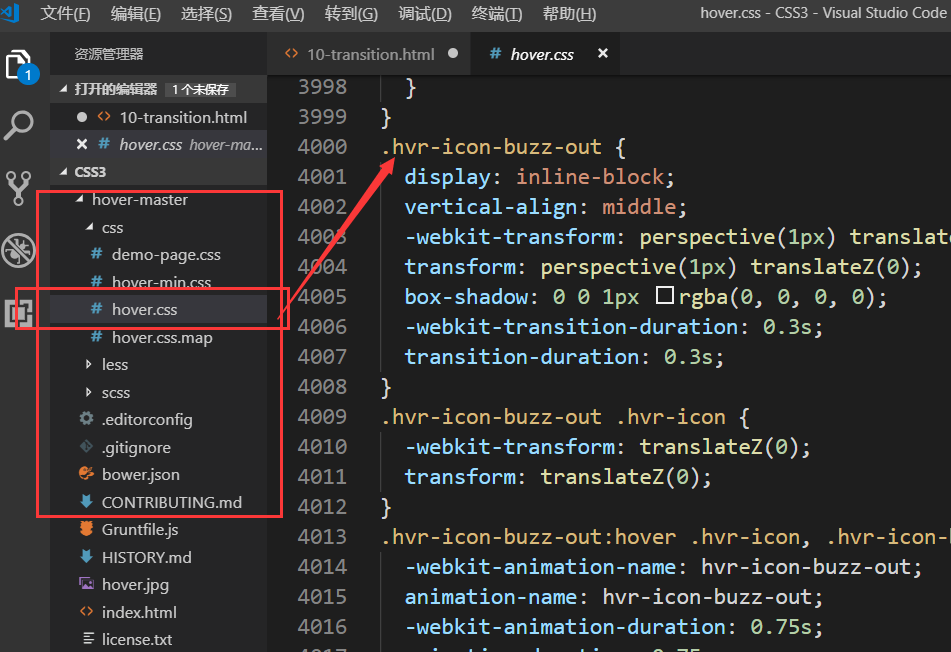 文件(F) 编辑(E) 选择(S) 查看(V) 转到(G) 调试(D) 终端(T) 帮助(H) hover.css - CSS3 - Visual Studio Code
资源管理器
<> 10-transition.html ●
# hover.css ×
1
打开的编辑器 1 个未保存
● <> 10-transition.html
× # hover.css hover-ma...
CSS3
hover-master
css
# demo-page.css
# hover-min.css
# hover.css
# hover.css.map
less
scss
.editorconfig
.gitignore
bower.json
CONTRIBUTING.md
Gruntfile.js
HISTORY.md
hover.jpg
<> index.html
license.txt
3998 }
3999 }
4000 .hvr-icon-buzz-out {
4001 display: inline-block;
4002 vertical-align: middle;
4003 -webkit-transform: perspective(1px) translate
4004 transform: perspective(1px) translateZ(0);
4005 box-shadow: 0 0 1px rgba(0, 0, 0, 0);
4006 -webkit-transition-duration: 0.3s;
4007 transition-duration: 0.3s;
4008 }
4009 .hvr-icon-buzz-out .hvr-icon {
4010 -webkit-transform: translateZ(0);
4011 transform: translateZ(0);
4012 }
4013 .hvr-icon-buzz-out:hover .hvr-icon, .hvr-icon-
4014 -webkit-animation-name: hvr-icon-buzz-out;
4015 animation-name: hvr-icon-buzz-out;
4016 -webkit-animation-duration: 0.75s;